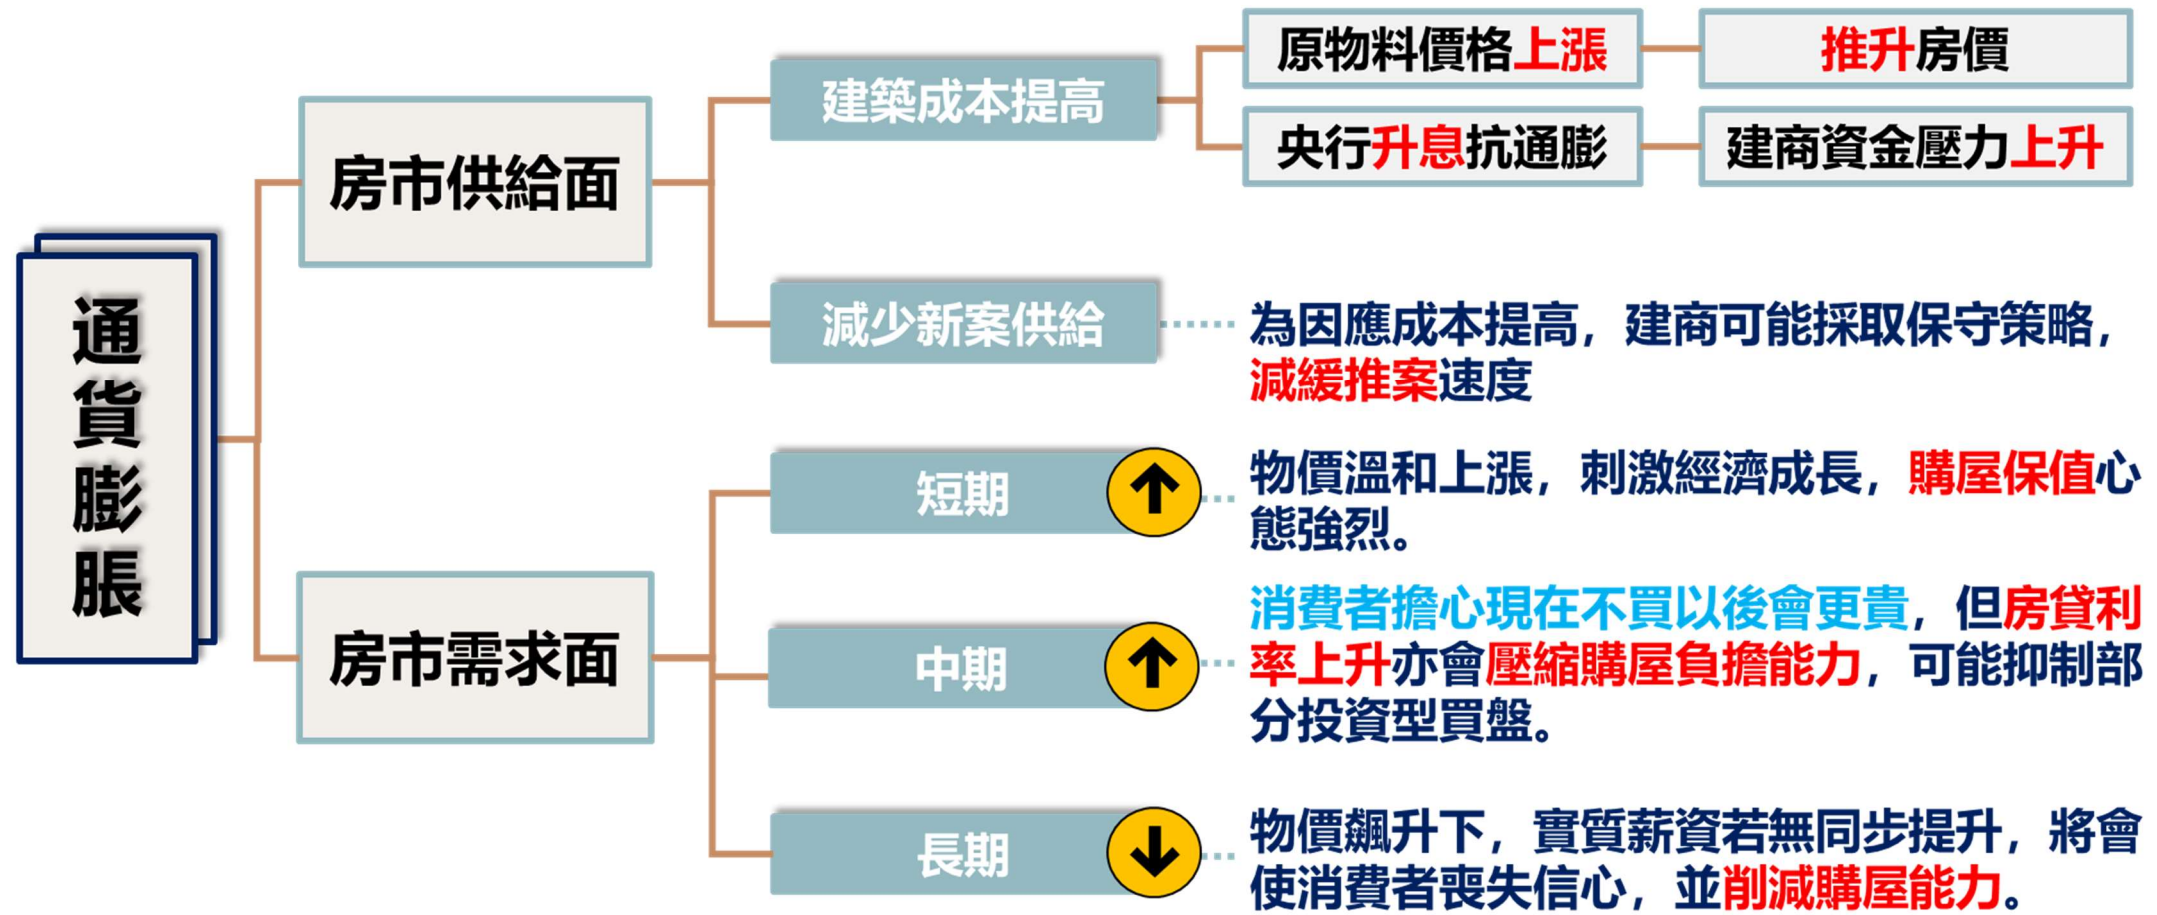 通貨膨脹
房市供給面
建築成本提高
原物料價格上漲
推升房價
央行升息抗通膨
建商資金壓力上升
減少新案供給
為因應成本提高，建商可能採取保守策略，
減緩推案速度
房市需求面
短期
物價溫和上漲，刺激經濟成長，購屋保值心
態強烈。
中期
消費者擔心現在不買以後會更貴，但房貸利
率上升亦會壓縮購屋負擔能力，可能抑制部
分投資型買盤。
長期
物價飆升下，實質薪資若無同步提升，將會
使消費者喪失信心，並削減購屋能力。